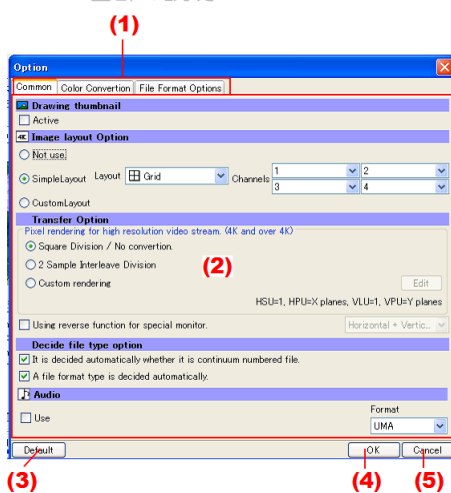 (1)
Option
Common Color Convertion File Format Options
Drawing thumbnail
Active
4K Image layout Option
Not use.
SimpleLayout Layout Grid Channels 1 2
3 4
CustomLayout
Transfer Option
Pixel rendering for high resolution video stream. (4K and over 4K)
Square Division / No convertion.
2 Sample Interleave Division
(2)
Custom rendering Edit
HSU=1, HPU=X planes, VLU=1, VPU=Y planes
Using reverse function for special monitor. Horizontal + Vertic...
Decide file type option
It is decided automatically whether it is continuum numbered file.
A file format type is decided automatically.
Audio
Use Format
UMA
Default OK Cancel
(3) (4) (5)